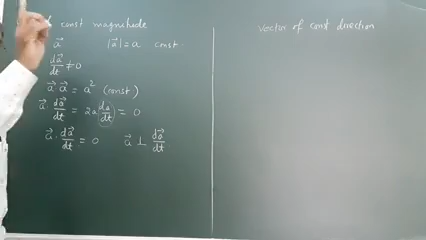 const magnitude
a⃗ |a⃗| = a const
da⃗/dt ≠ 0
a⃗ . a⃗ = a² (const)
a⃗ . da⃗/dt = 2a da/dt = 0
a⃗ . da⃗/dt = 0 a⃗ ⊥ da⃗/dt
vector of const direction